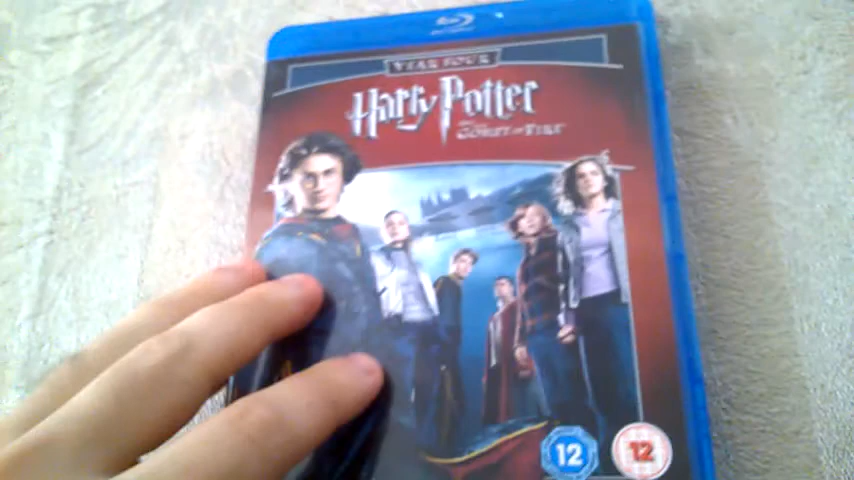 YEAR FOUR
Harry Potter
AND THE
GOBLET OF FIRE
12
12